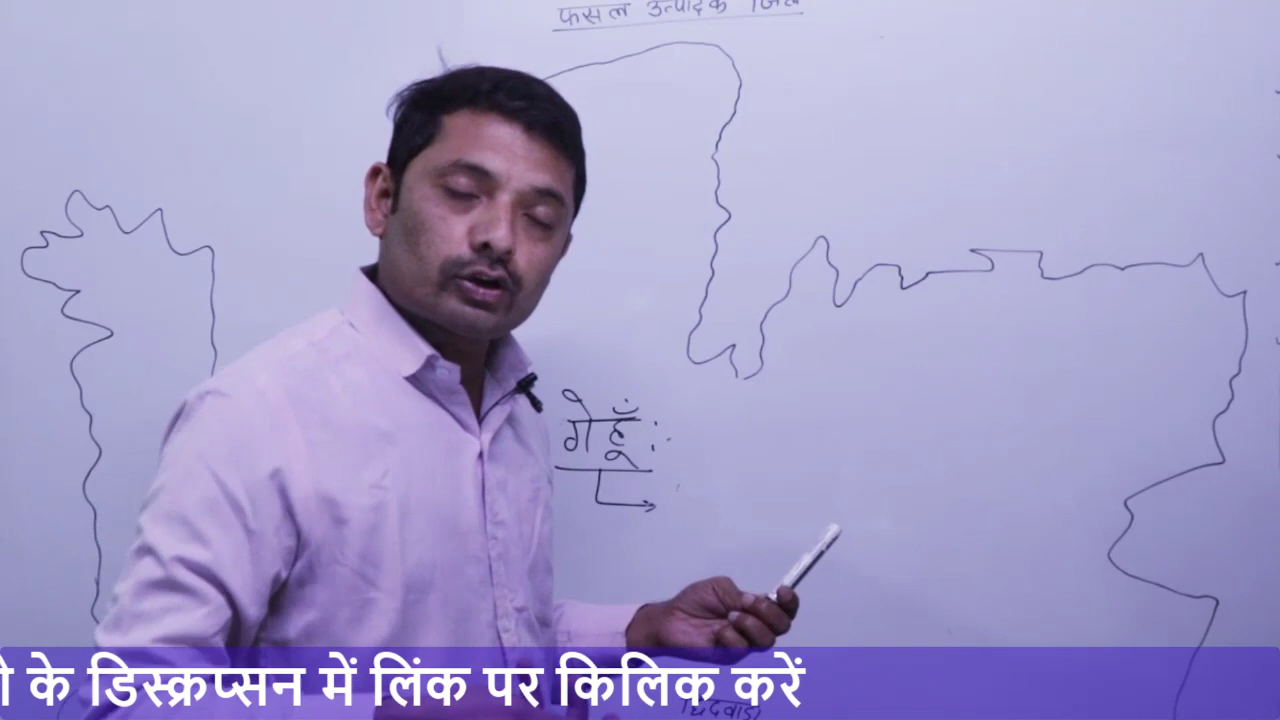 फसल उत्पादक जिले
गेहूँ :-
के डिस्क्रप्सन में लिंक पर किलिक करें